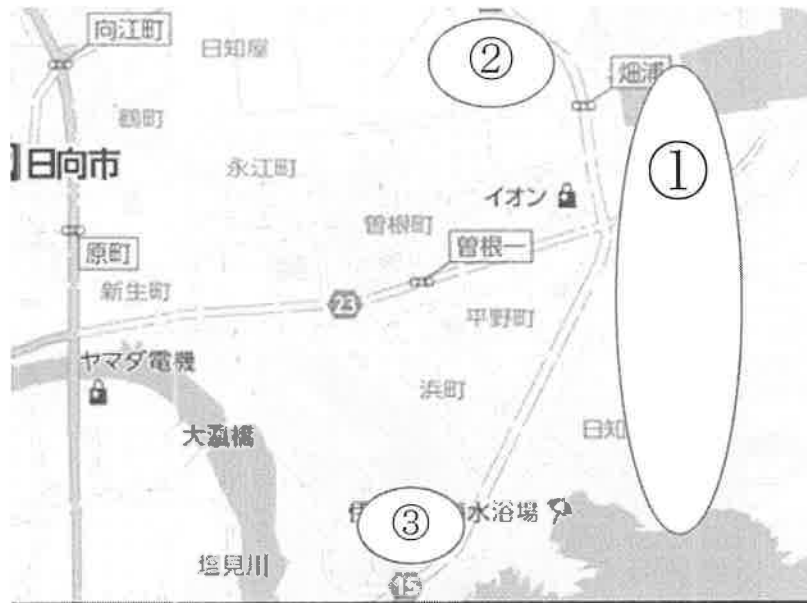 向江町
日知屋
②
畑浦
鶴町
①
日向市
永江町
イオン
曽根町
原町
曽根一
新生町
23
平野町
ヤマダ電機
浜町
日知
大瀛橋
伊
③
水浴場
塩見川
15